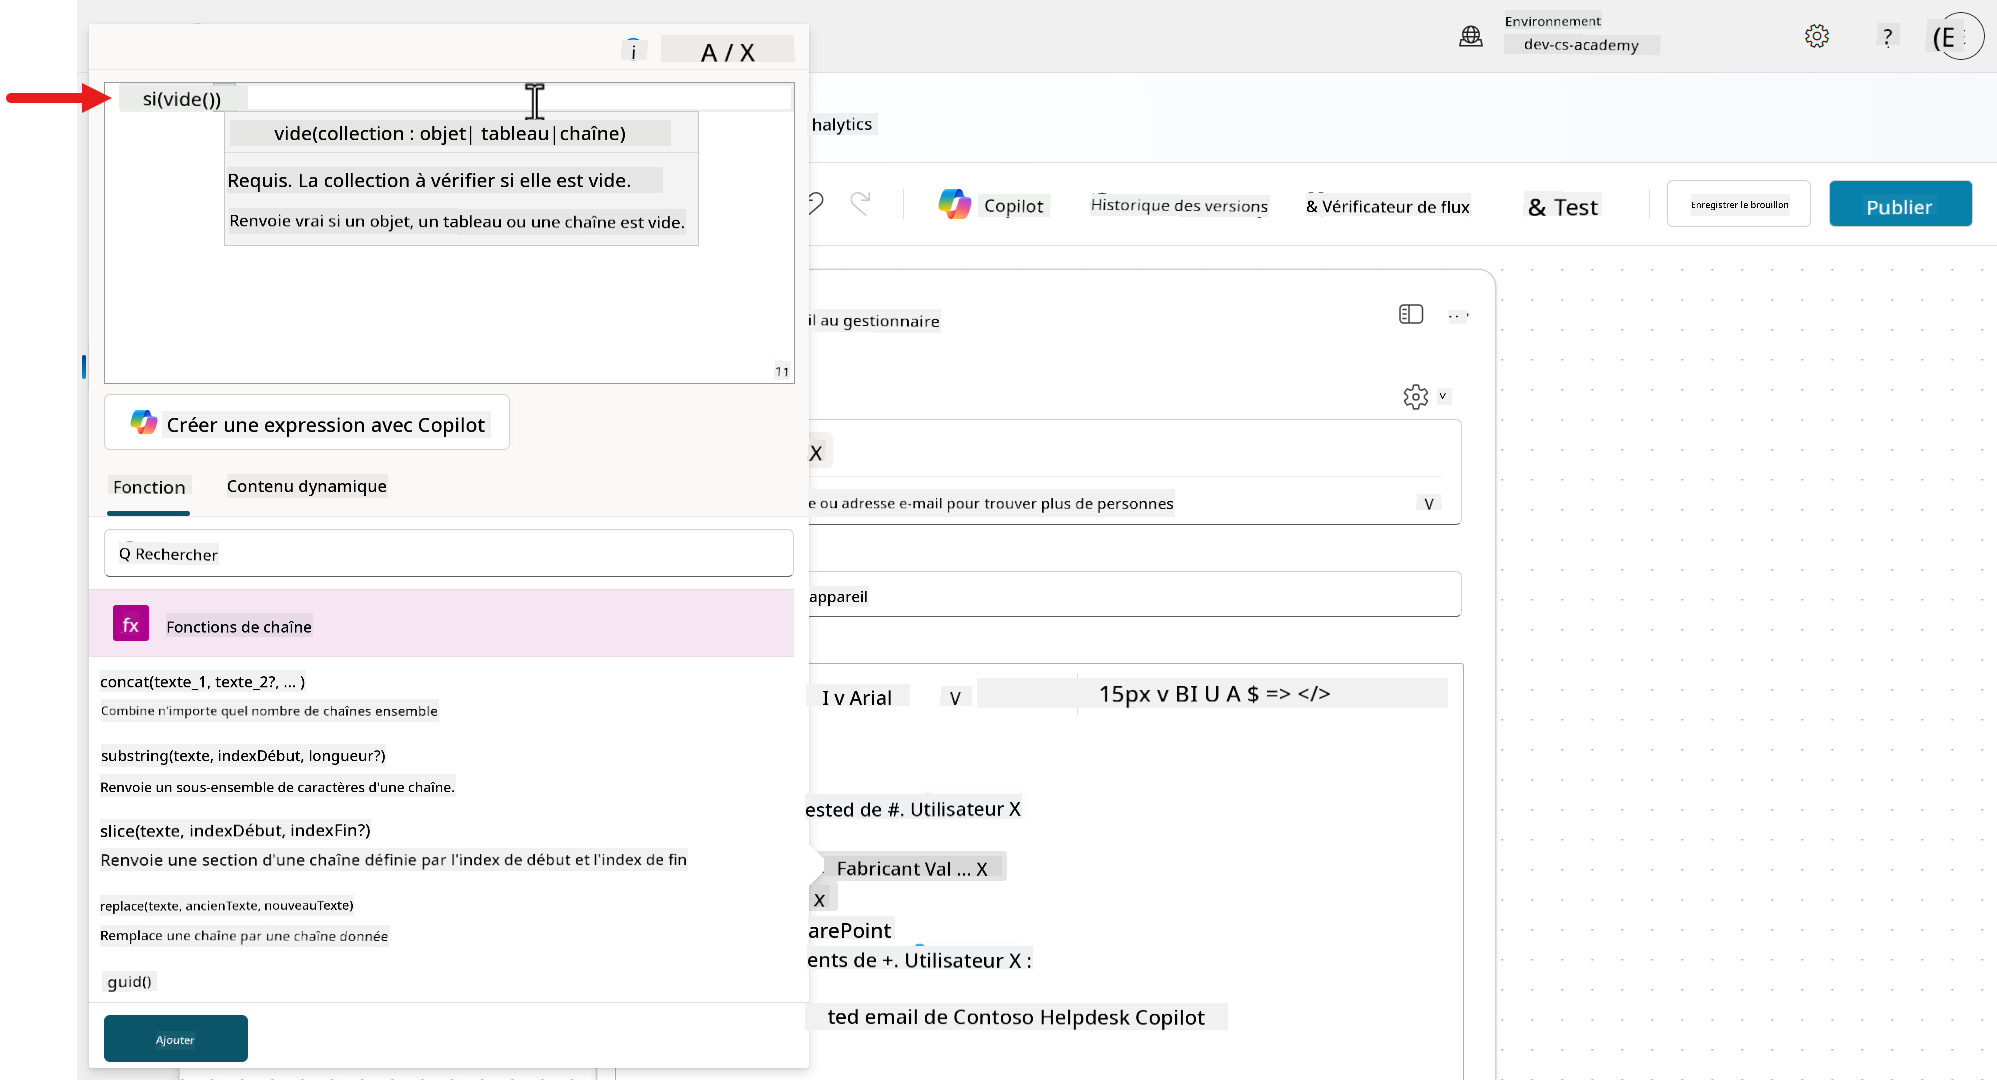 Environnement
dev-cs-academy
?
(E
i
A / X
si(vide())
vide(collection : objet| tableau|chaîne)
Requis. La collection à vérifier si elle est vide.
Renvoie vrai si un objet, un tableau ou une chaîne est vide.
11
halytics
Copilot
Historique des versions
& Vérificateur de flux
& Test
Enregistrer le brouillon
Publier
il au gestionnaire
Créer une expression avec Copilot
Fonction
Contenu dynamique
Q Rechercher
fx
Fonctions de chaîne
concat(texte_1, texte_2?, ... )
Combine n'importe quel nombre de chaînes ensemble
substring(texte, indexDébut, longueur?)
Renvoie un sous-ensemble de caractères d'une chaîne.
slice(texte, indexDébut, indexFin?)
Renvoie une section d'une chaîne définie par l'index de début et l'index de fin
replace(texte, ancienTexte, nouveauTexte)
Remplace une chaîne par une chaîne donnée
guid()
Ajouter
v
X
e ou adresse e-mail pour trouver plus de personnes
V
appareil
I v Arial
V
15px v BI U A $ => </>
ested de #. Utilisateur X
Fabricant Val ... X
x
arePoint
ents de +. Utilisateur X :
ted email de Contoso Helpdesk Copilot